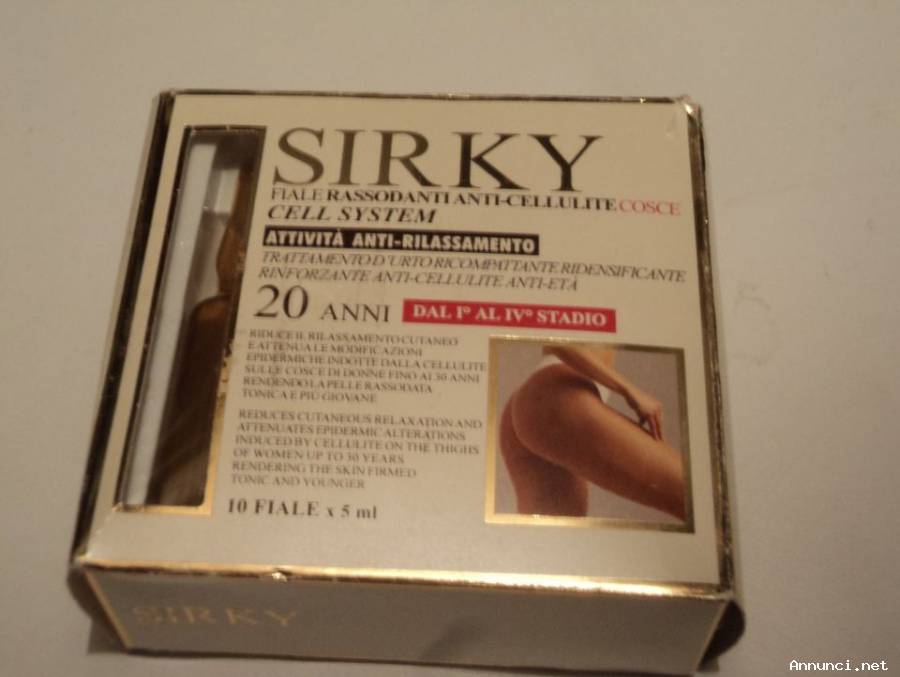 SIRKY
FIALE RASSODANTI ANTI-CELLULITE COSCE
CELL SYSTEM
ATTIVITÀ ANTI-RILASSAMENTO
TRATTAMENTO D'URTO RICOMPATTANTE RIDENSIFICANTE
RINFORZANTE ANTI-CELLULITE ANTI-ETÀ
20 ANNI DAL I° AL IV° STADIO
RIDUCE IL RILASSAMENTO CUTANEO
E ATTENUA LE MODIFICAZIONI
EPIDERMICHE INDOTTE DALLA CELLULITE
SULLE COSCE DI DONNE FINO AI 30 ANNI
RENDENDO LA PELLE RASSODATA
TONICA E PIÙ GIOVANE
REDUCES CUTANEOUS RELAXATION AND
ATTENUATES EPIDERMIC ALTERATIONS
INDUCED BY CELLULITE ON THE THIGHS
OF WOMEN UP TO 30 YEARS
RENDERING THE SKIN FIRMED
TONIC AND YOUNGER
10 FIALE x 5 ml
SIRKY
Annunci.net